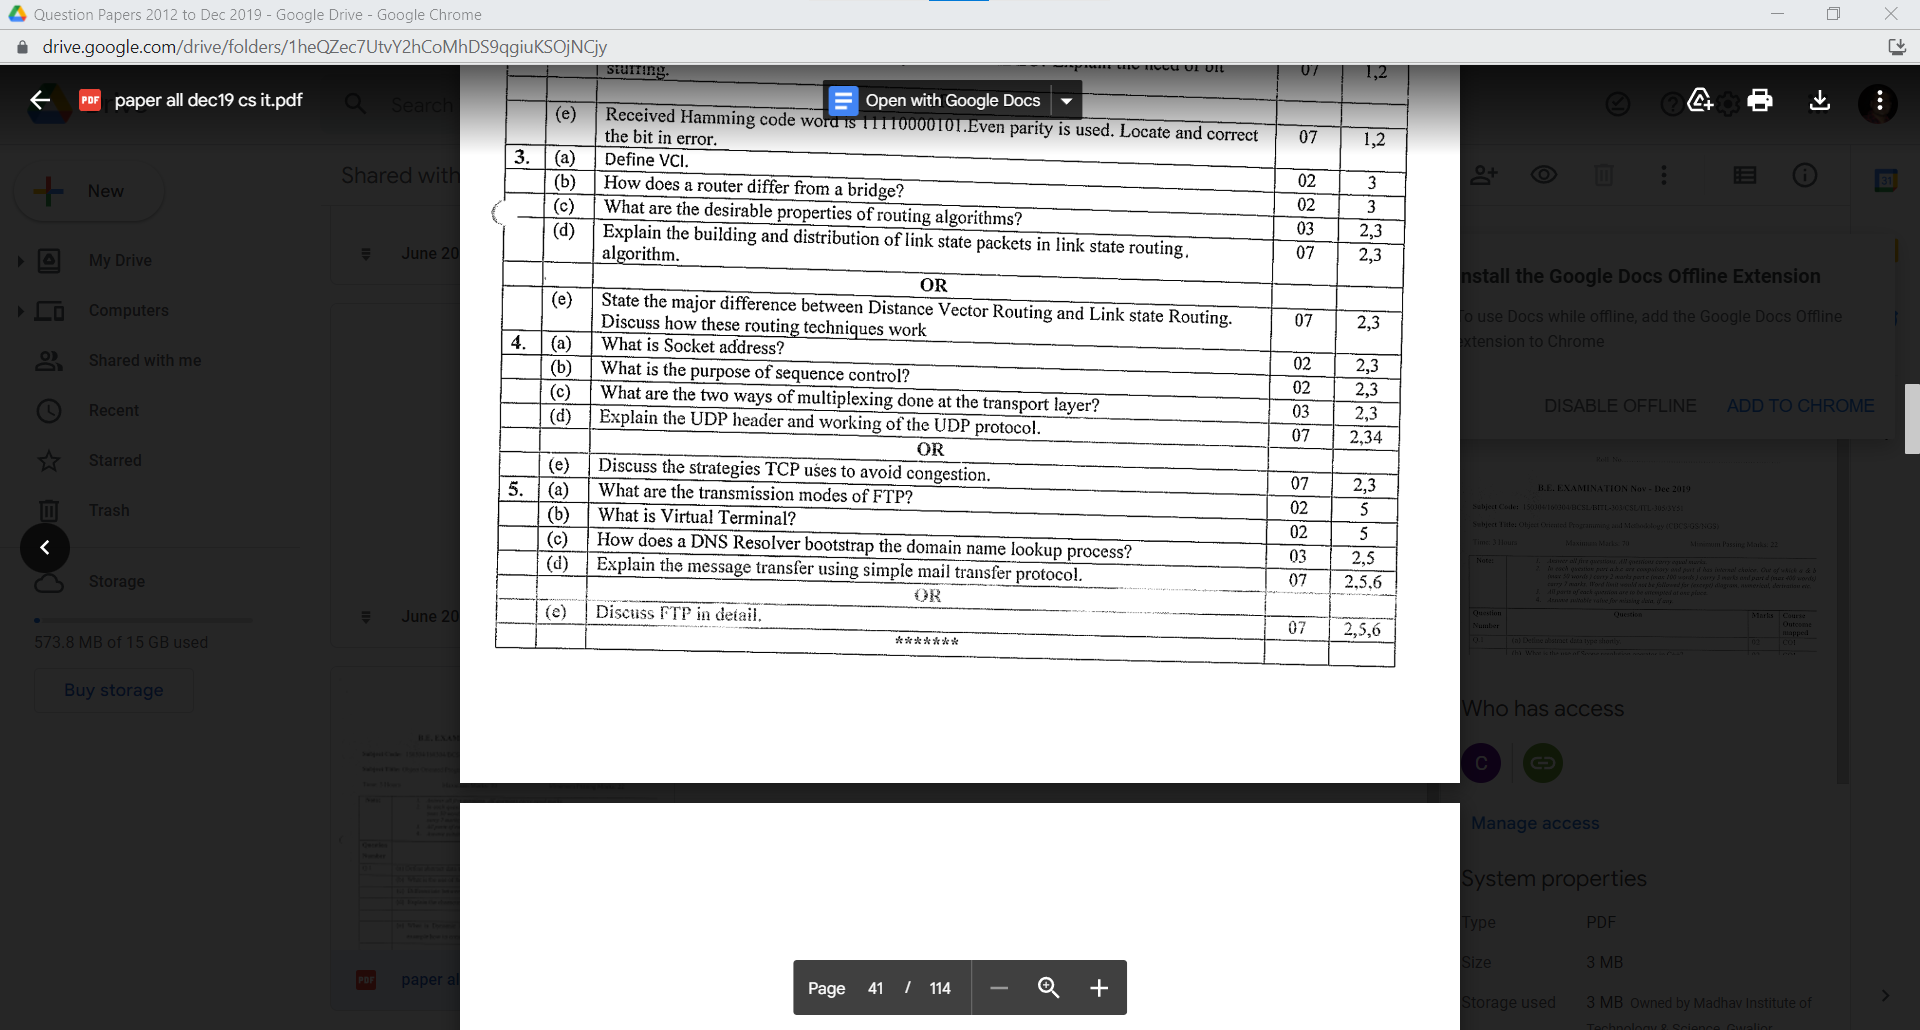 Question Papers 2012 to Dec 2019 - Google Drive - Google Chrome
drive.google.com/drive/folders/1heQZec7UtvY2hCoMhDS9qgiuKSOjNCjy
PDF paper all dec19 cs it.pdf
Search
Open with Google Docs
New
My Drive
Computers
Shared with me
Recent
Starred
Trash
Storage
573.8 MB of 15 GB used
Buy storage
Shared with
June 20
June 20
PDF paper al
stuffing. 07 1,2
(e) Received Hamming code word is 11110000101.Even parity is used. Locate and correct
the bit in error. 07 1,2
3. (a) Define VCI. 02 3
(b) How does a router differ from a bridge? 02 3
(c) What are the desirable properties of routing algorithms? 03 2,3
(d) Explain the building and distribution of link state packets in link state routing.
algorithm. 07 2,3
OR
(e) State the major difference between Distance Vector Routing and Link state Routing.
Discuss how these routing techniques work 07 2,3
4. (a) What is Socket address? 02 2,3
(b) What is the purpose of sequence control? 02 2,3
(c) What are the two ways of multiplexing done at the transport layer? 03 2,3
(d) Explain the UDP header and working of the UDP protocol. 07 2,34
OR
(e) Discuss the strategies TCP uses to avoid congestion. 07 2,3
5. (a) What are the transmission modes of FTP? 02 5
(b) What is Virtual Terminal? 02 5
(c) How does a DNS Resolver bootstrap the domain name lookup process? 03 2,5
(d) Explain the message transfer using simple mail transfer protocol. 07 2,5,6
OR
(e) Discuss FTP in detail. 07 2,5,6
*******
Page 41 / 114
31
nstall the Google Docs Offline Extension
o use Docs while offline, add the Google Docs Offline
xtension to Chrome
DISABLE OFFLINE ADD TO CHROME
B.E. EXAMINATION Nov - Dec 2019
Who has access
C
Manage access
System properties
Type PDF
Size 3 MB
Storage used 3 MB Owned by Madhav Institute of
Technology & Science, Gwalior